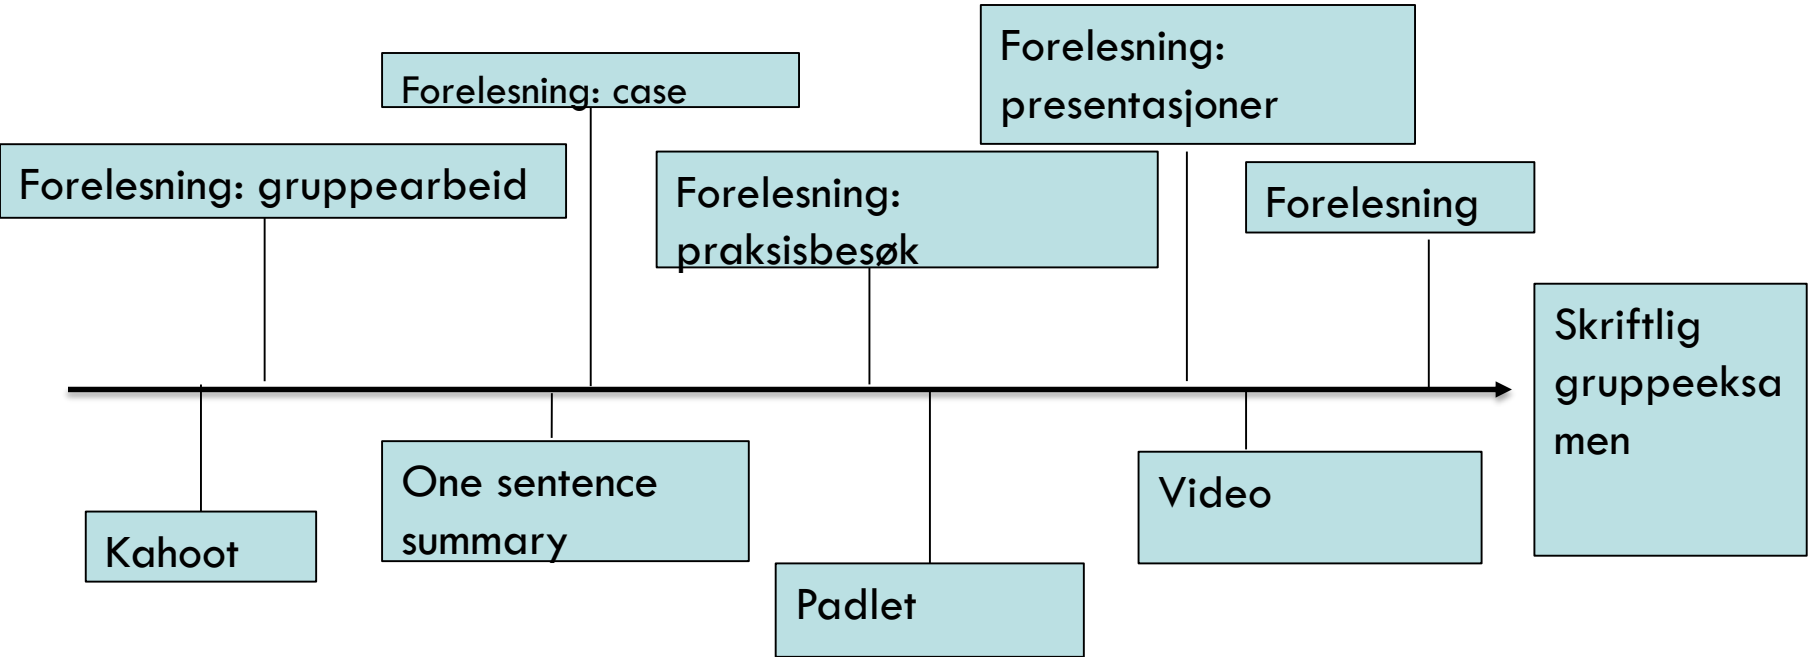 Forelesning: gruppearbeid
Forelesning: case
Forelesning:
praksisbesøk
Forelesning:
presentasjoner
Forelesning
Skriftlig
gruppeeksa
men
Kahoot
One sentence
summary
Padlet
Video